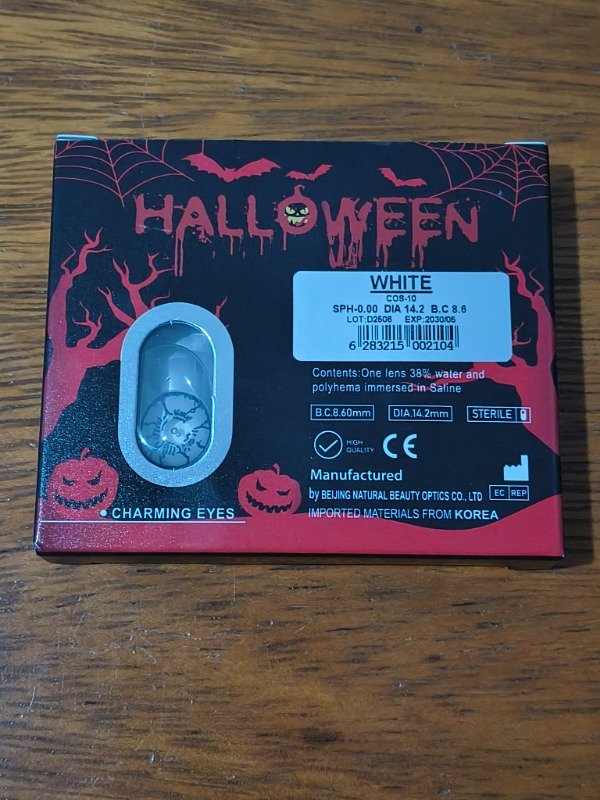 HALLOWEEN
WHITE
COS-10
SPH-0.00 DIA 14.2 B.C 8.6
LOT:D2506 EXP:2030/05
6 283215 002104
Contents:One lens 38% water and
polyhema immersed in Saline
B.C.8.60mm DIA.14.2mm STERILE
HIGH
QUALITY
CE
Manufactured
by BEIJING NATURAL BEAUTY OPTICS CO., LTD
EC REP
• CHARMING EYES
IMPORTED MATERIALS FROM KOREA